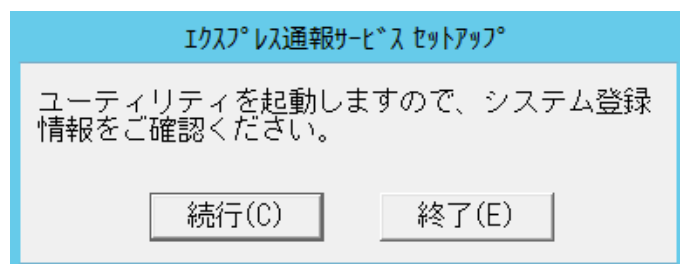 ｴｸｽﾌﾟﾚｽ通報ｻｰﾋﾞｽ ｾｯﾄｱｯﾌﾟ
ユーティリティを起動しますので、システム登録
情報をご確認ください。
続行(C) 終了(E)